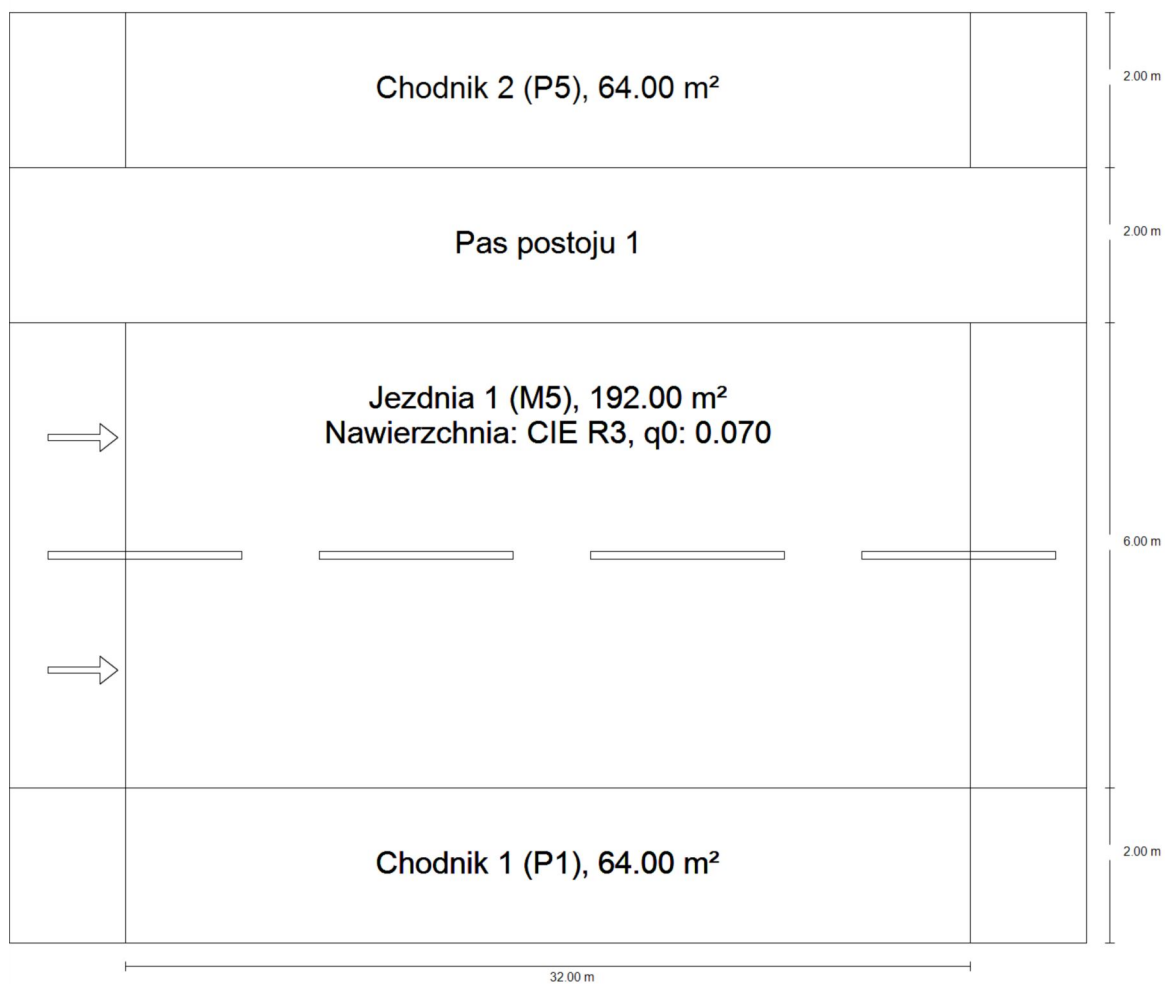 Chodnik 2 (P5), 64.00 m²
2.00 m
Pas postoju 1
2.00 m
Jezdnia 1 (M5), 192.00 m²
Nawierzchnia: CIE R3, q0: 0.070
6.00 m
Chodnik 1 (P1), 64.00 m²
2.00 m
32.00 m